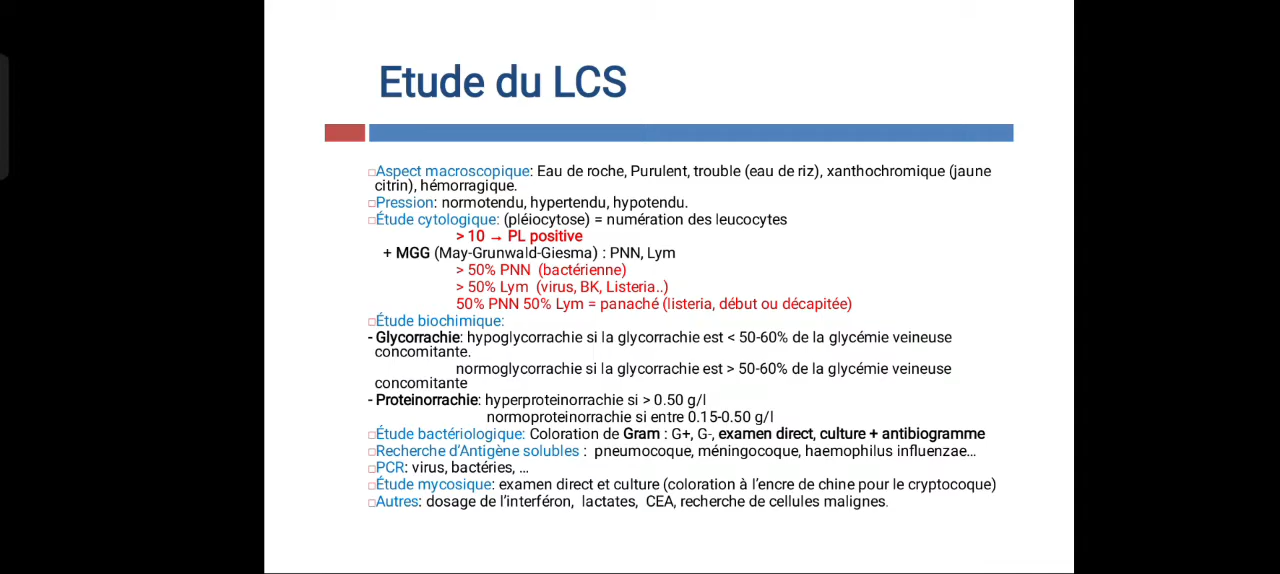 Etude du LCS
Aspect macroscopique: Eau de roche, Purulent, trouble (eau de riz), xanthochromique (jaune
citrin), hémorragique.
Pression: normotendu, hypertendu, hypotendu.
Étude cytologique: (pléiocytose) = numération des leucocytes
> 10 → PL positive
+ MGG (May-Grunwald-Giesma) : PNN, Lym
> 50% PNN (bactérienne)
> 50% Lym (virus, BK, Listeria..)
50% PNN 50% Lym = panaché (listeria, début ou décapitée)
Étude biochimique:
- Glycorrachie: hypoglycorrachie si la glycorrachie est < 50-60% de la glycémie veineuse
concomitante.
normoglycorrachie si la glycorrachie est > 50-60% de la glycémie veineuse
concomitante
- Proteinorrachie: hyperproteinorrachie si > 0.50 g/l
normoproteinorrachie si entre 0.15-0.50 g/l
Étude bactériologique: Coloration de Gram : G+, G-, examen direct, culture + antibiogramme
Recherche d'Antigène solubles : pneumocoque, méningocoque, haemophilus influenzae…
PCR: virus, bactéries, …
Étude mycosique: examen direct et culture (coloration à l'encre de chine pour le cryptocoque)
Autres: dosage de l'interféron, lactates, CEA, recherche de cellules malignes.